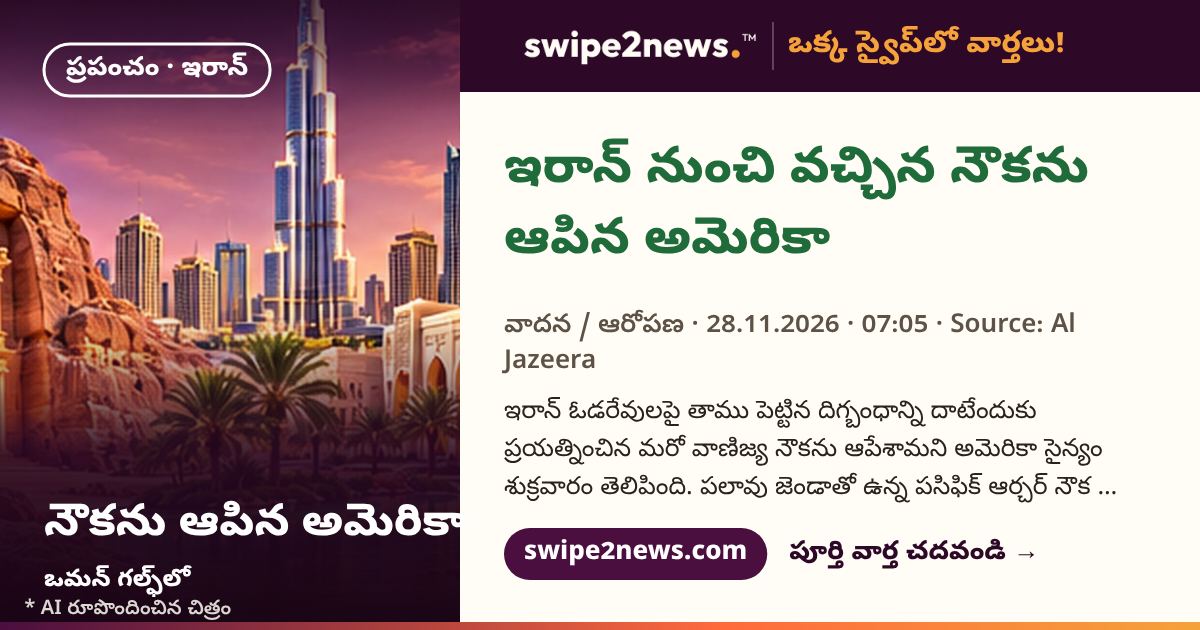 ప్రపంచం · ఇరాన్
swipe2news.™
ఒక్క స్వైప్‌లో వార్తలు!
ఇరాన్ నుంచి వచ్చిన నౌకను
ఆపిన అమెరికా
వాదన / ఆరోపణ · 28.11.2026 · 07:05 · Source: Al
Jazeera
ఇరాన్ ఓడరేవులపై తాము పెట్టిన దిగ్బంధాన్ని దాటేందుకు
ప్రయత్నించిన మరో వాణిజ్య నౌకను ఆపేశామని అమెరికా సైన్యం
శుక్రవారం తెలిపింది. పలావు జెండాతో ఉన్న పసిఫిక్ ఆర్చర్ నౌక ...
swipe2news.com
పూర్తి వార్త చదవండి →
నౌకను ఆపిన అమెరికా
ఒమన్ గల్ఫ్‌లో
* AI రూపొందించిన చిత్రం